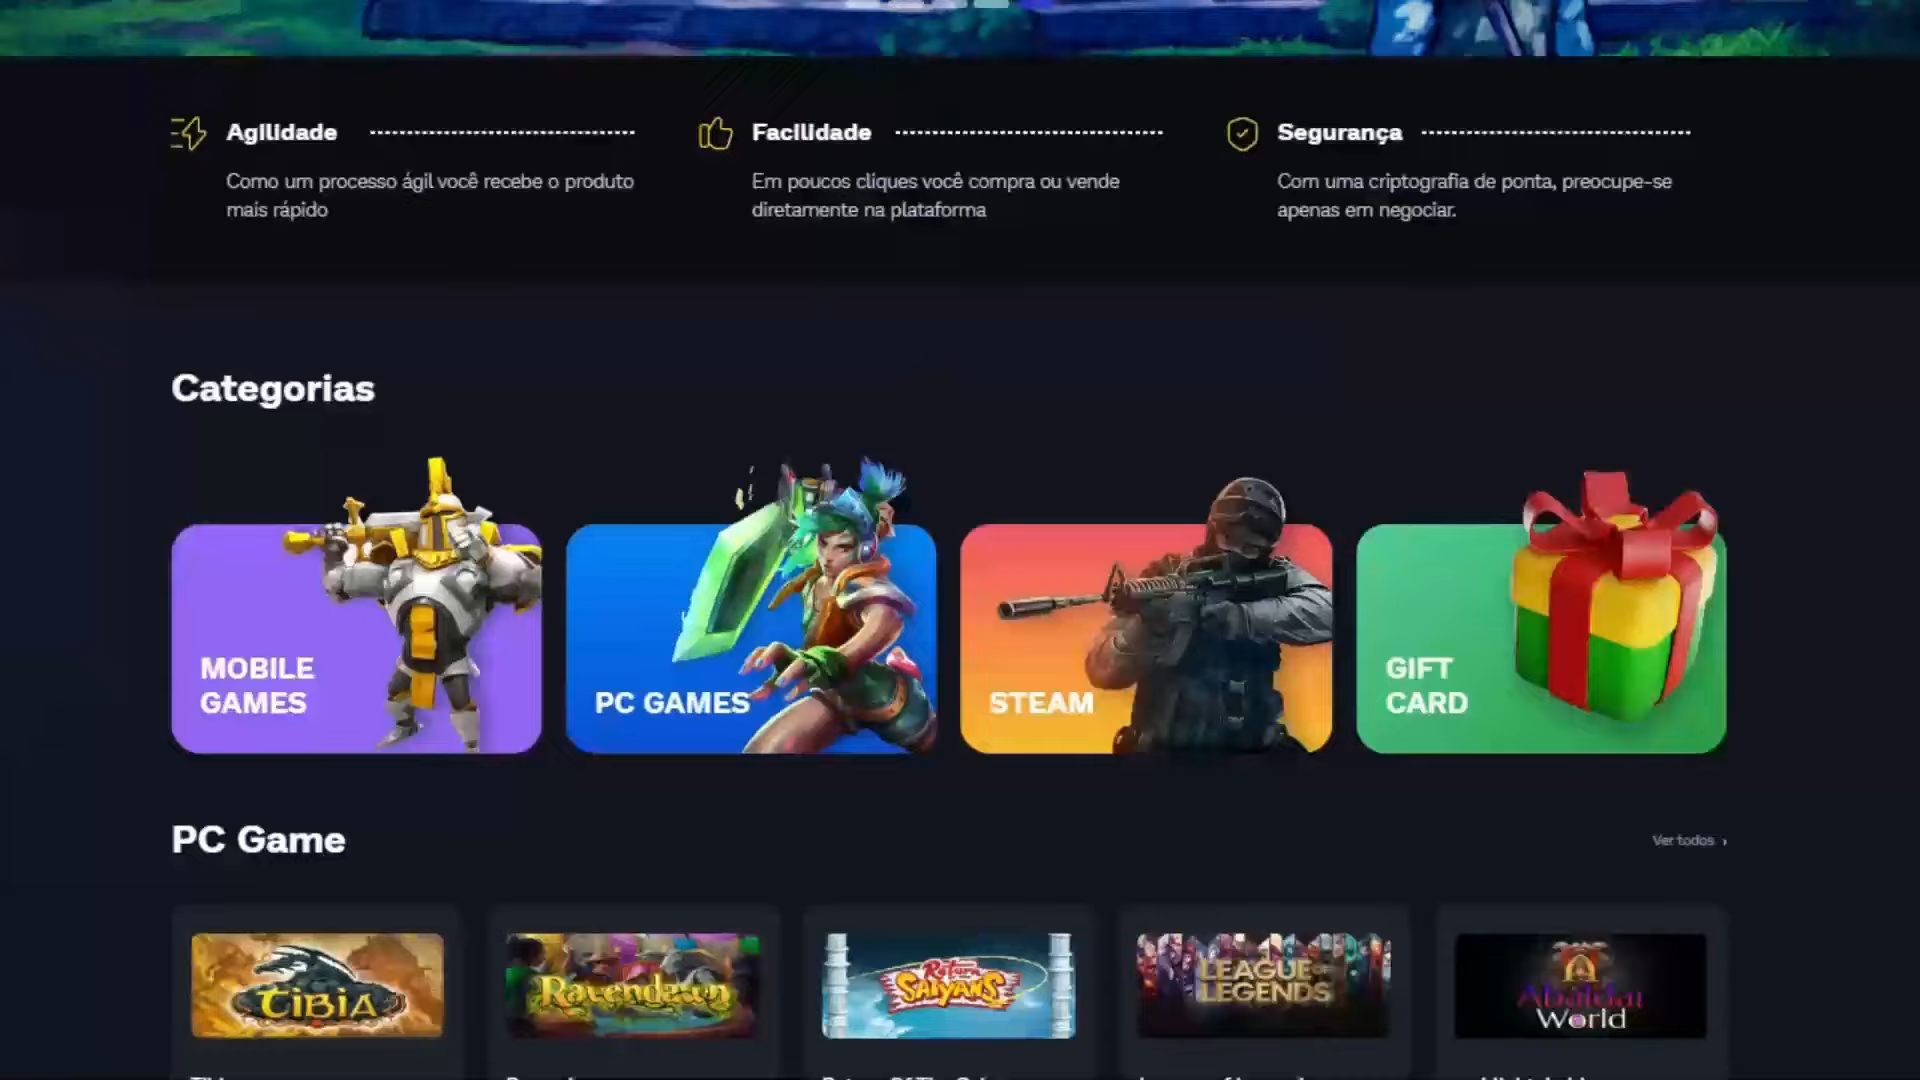 Agilidade
Como um processo ágil você recebe o produto
mais rápido
Facilidade
Em poucos cliques você compra ou vende
diretamente na plataforma
Segurança
Com uma criptografia de ponta, preocupe-se
apenas em negociar.
Categorias
MOBILE
GAMES
PC GAMES
STEAM
GIFT
CARD
PC Game
Ver todos ›
TIBIA
Ravendawn
Return
SAIYANS
LEAGUE OF
LEGENDS
World